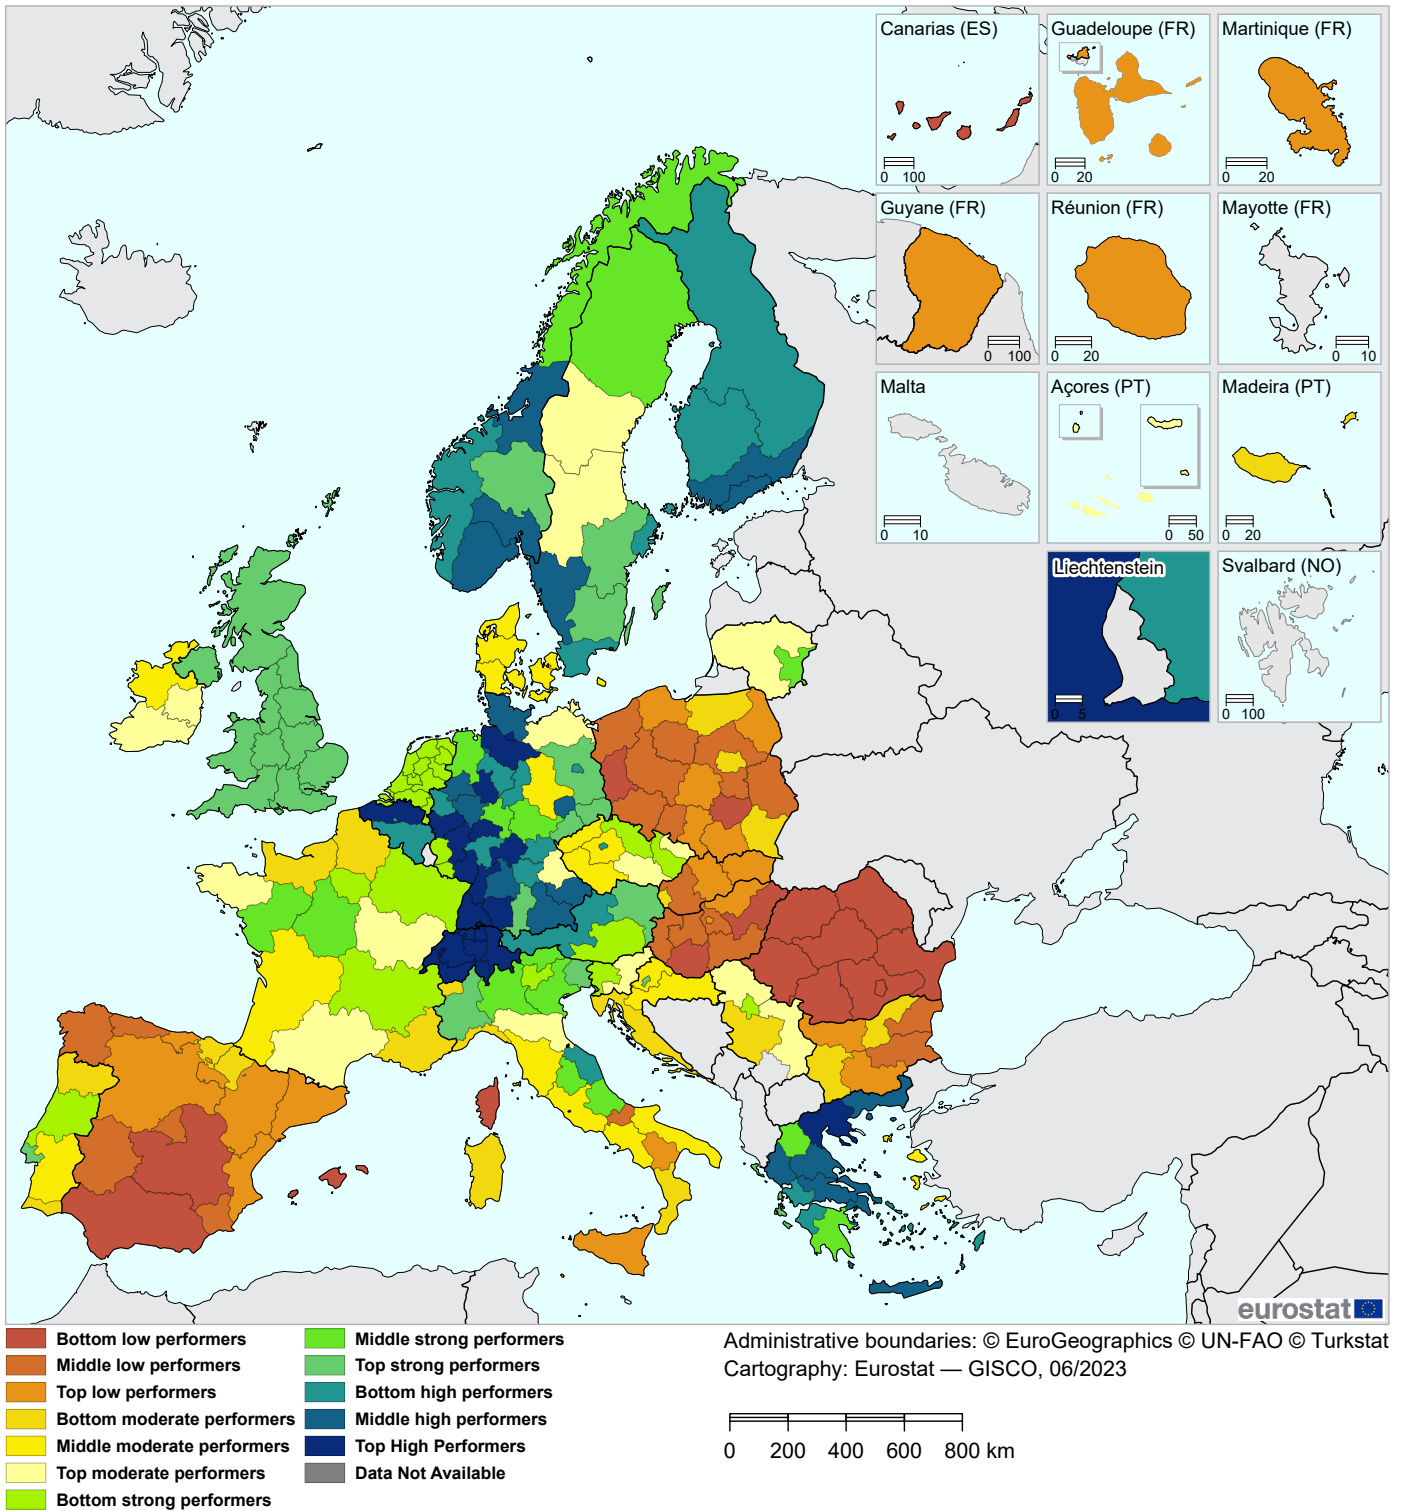 Canarias (ES)
0 100
Guadeloupe (FR)
0 20
Martinique (FR)
0 20
Guyane (FR)
0 100
Réunion (FR)
0 20
Mayotte (FR)
0 10
Malta
0 10
Açores (PT)
0 50
Madeira (PT)
0 20
Liechtenstein
0 5
Svalbard (NO)
0 100
eurostat
Bottom low performers
Middle low performers
Top low performers
Bottom moderate performers
Middle moderate performers
Top moderate performers
Bottom strong performers
Middle strong performers
Top strong performers
Bottom high performers
Middle high performers
Top High Performers
Data Not Available
Administrative boundaries: © EuroGeographics © UN-FAO © Turkstat
Cartography: Eurostat — GISCO, 06/2023
0 200 400 600 800 km